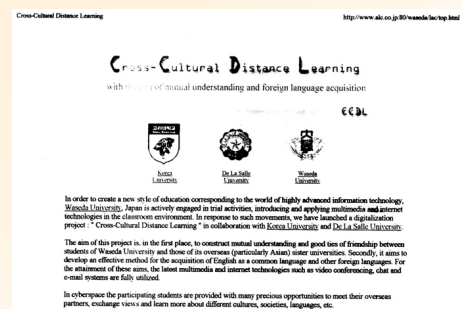 Cross-Cultural Distance Learning
http://www.alc.co.jp:80/waseda/lac/top.html
Cross-Cultural Distance Learning
with of mutual understanding and foreign language acquisition
CCDL
Korea University
De La Salle University
Waseda University
In order to create a new style of education corresponding to the world of highly advanced information technology,
Waseda University, Japan is actively engaged in trial activities, introducing and applying multimedia and internet
technologies in the classroom environment. In response to such movements, we have launched a digitalization
project : " Cross-Cultural Distance Learning " in collaboration with Korea University and De La Salle University.
The aim of this project is, in the first place, to construct mutual understanding and good ties of friendship between
students of Waseda University and those of its overseas (particularly Asian) sister universities. Secondly, it aims to
develop an effective method for the acquisition of English as a common language and other foreign languages. For
the attainment of these aims, the latest multimedia and internet technologies such as video conferencing, chat and
e-mail systems are fully utilized.
In cyberspace the participating students are provided with many precious opportunities to meet their overseas
partners, exchange views and learn more about different cultures, societies, languages, etc.